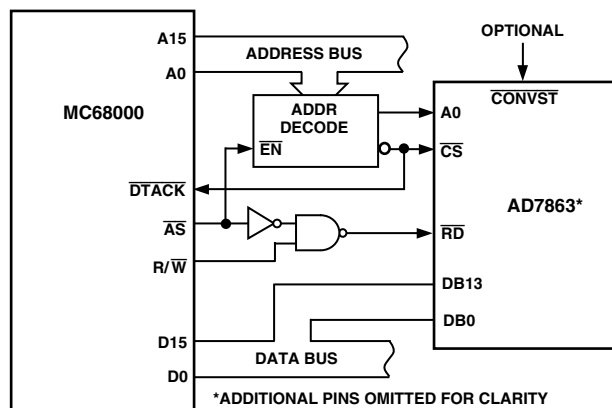 A15
ADDRESS BUS
OPTIONAL
A0
MC68000
ADDR
DECODE
EN
A0
CONVST
CS
DTACK
AS
AD7863*
RD
R/W
DB13
DB0
D15
DATA BUS
D0
*ADDITIONAL PINS OMITTED FOR CLARITY